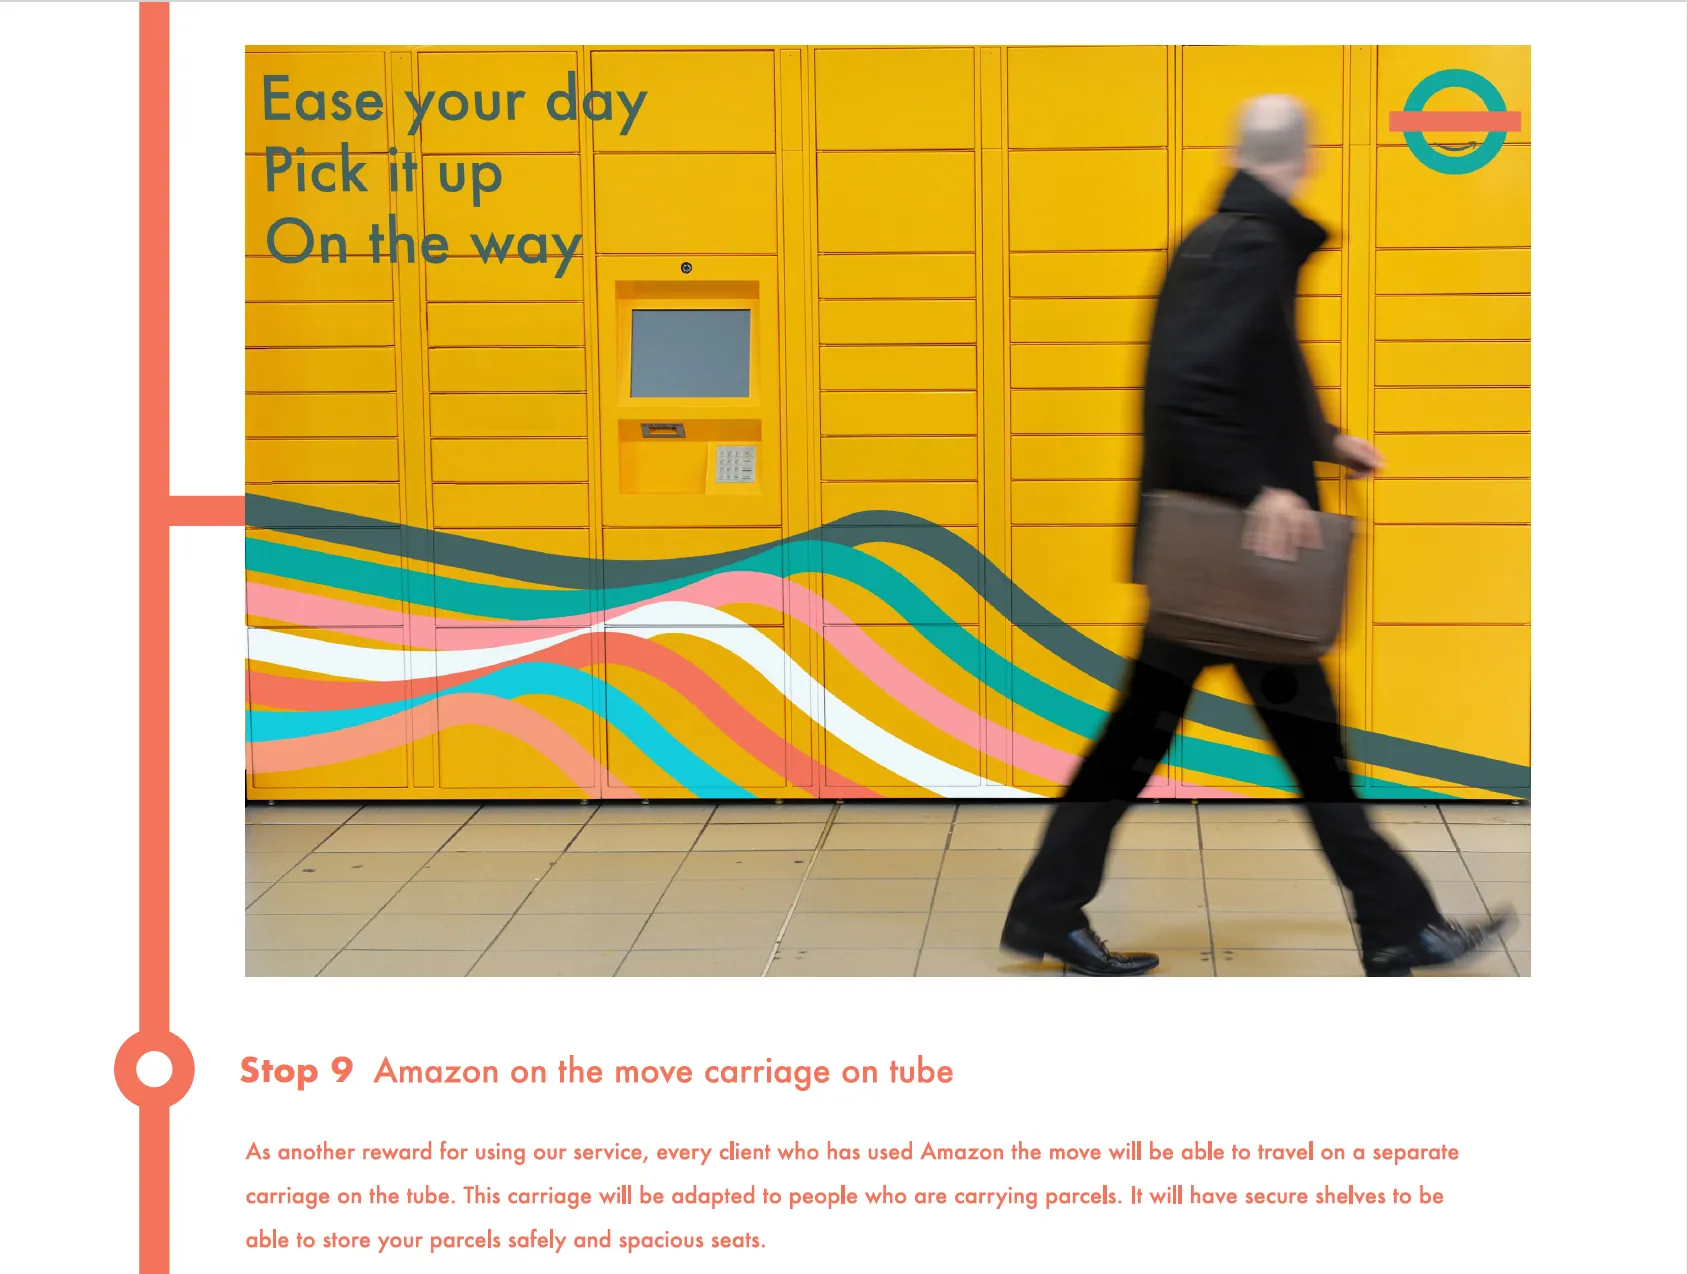 Ease your day
Pick it up
On the way
Stop 9 Amazon on the move carriage on tube
As another reward for using our service, every client who has used Amazon the move will be able to travel on a separate
carriage on the tube. This carriage will be adapted to people who are carrying parcels. It will have secure shelves to be
able to store your parcels safely and spacious seats.